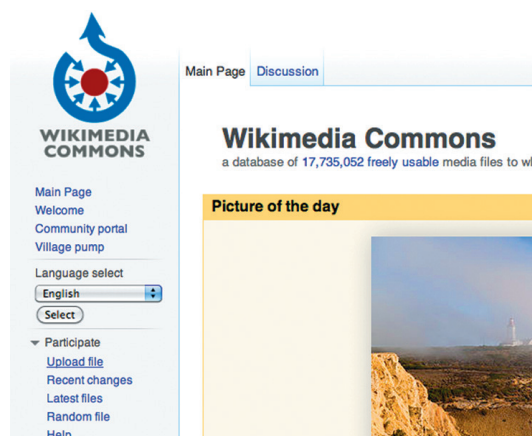 Main Page Discussion
WIKIMEDIA
COMMONS
Wikimedia Commons
a database of 17,735,052 freely usable media files to
Picture of the day
Main Page
Welcome
Community portal
Village pump
Language select
English
Select
Participate
Upload file
Recent changes
Latest files
Random file
Help